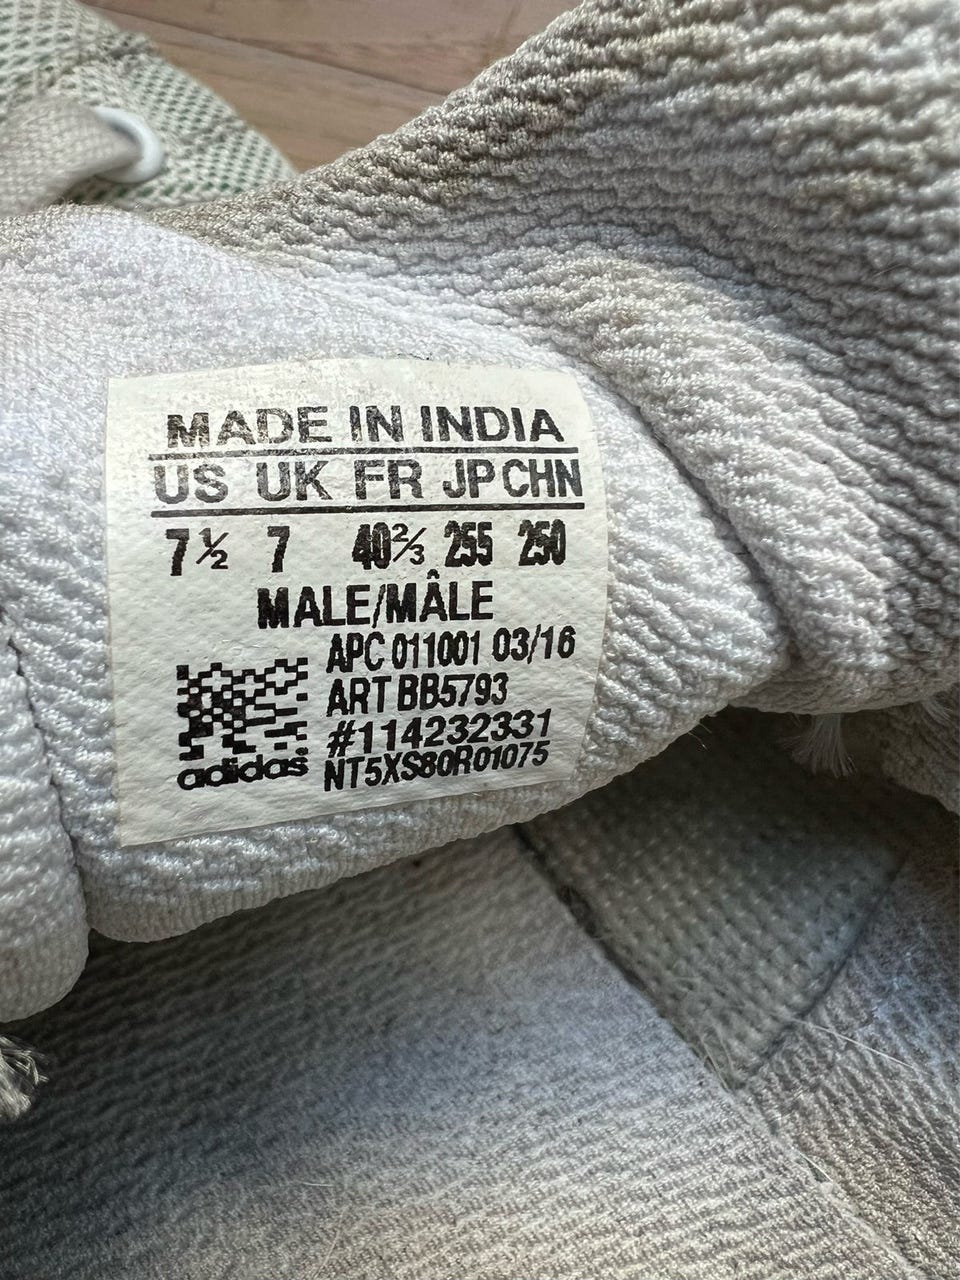 MADE IN INDIA
US UK FR JP CHN
7½ 7 40⅔ 255 250
MALE/MÂLE
APC 011001 03/16
ART BB5793
#114232331
NT5XS80R01075
adidas